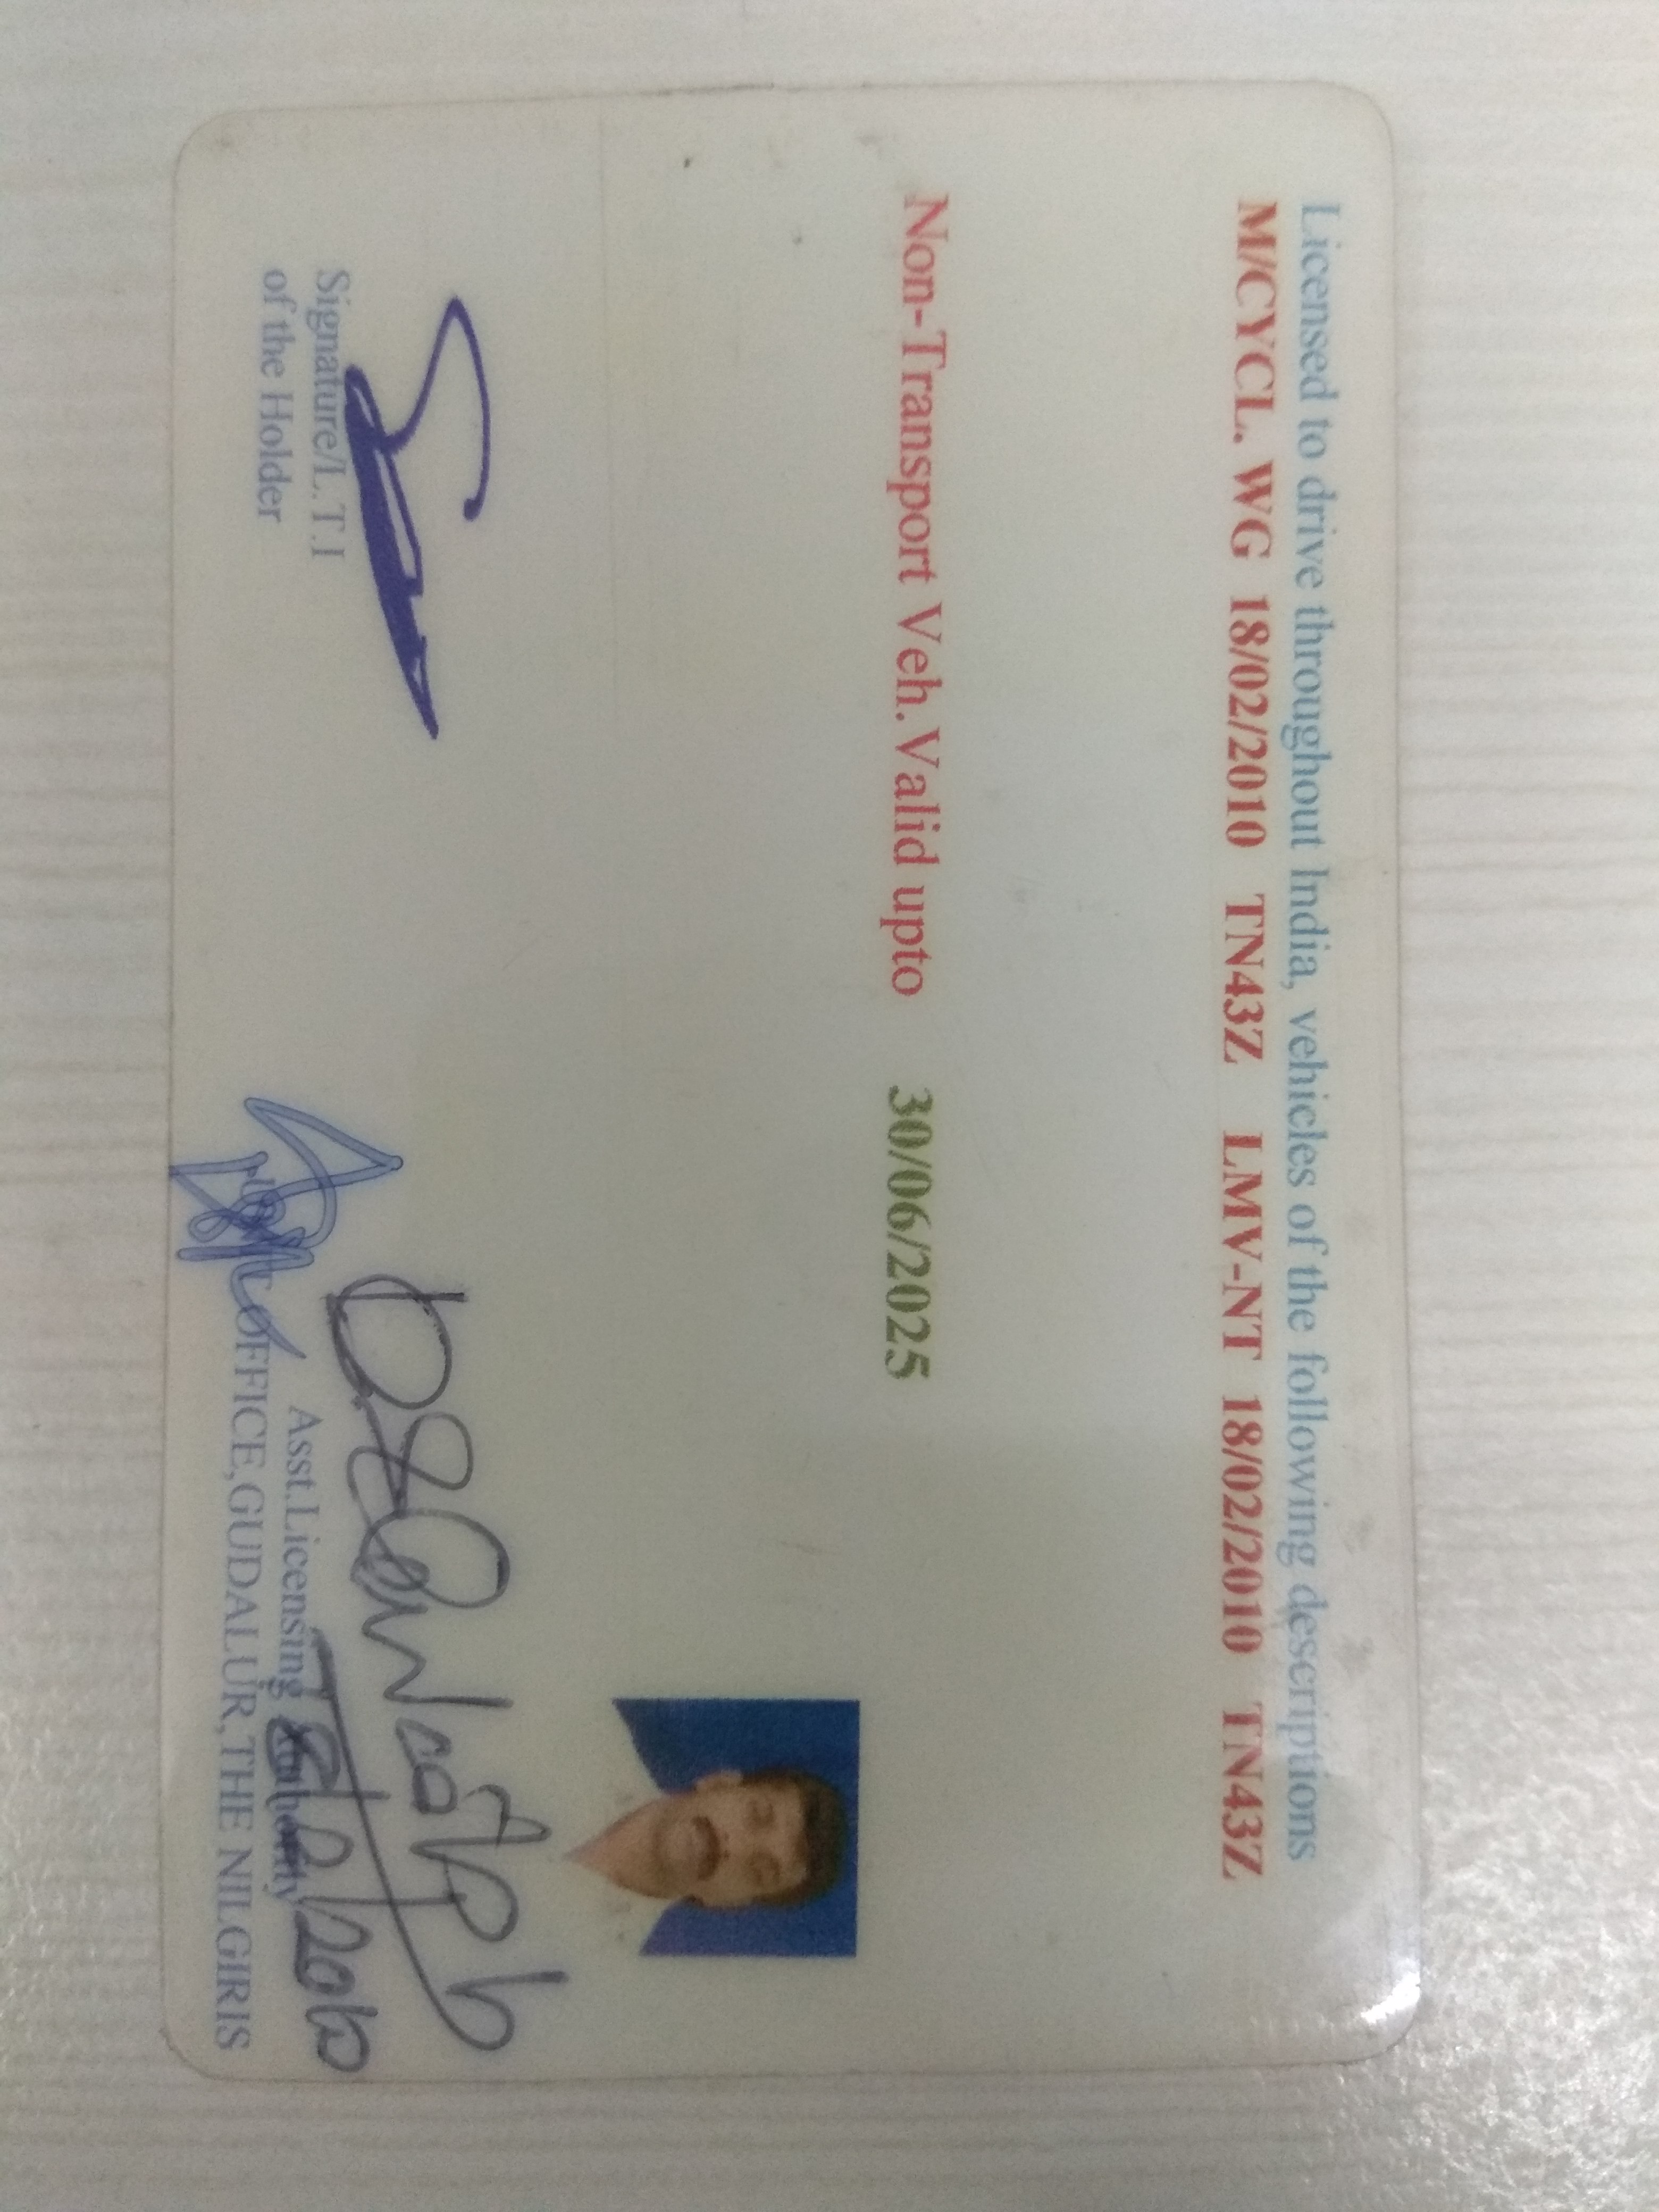 Licensed to drive throughout India, vehicles of the following descriptions
M/CYCL. WG 18/02/2010 TN43Z LMV-NT 18/02/2010 TN43Z
Non-Transport Veh.Valid upto 30/06/2025
Signature/L.T.I
of the Holder
Asst.Licensing Authority
OFFICE,GUDALUR,THE NILGIRIS